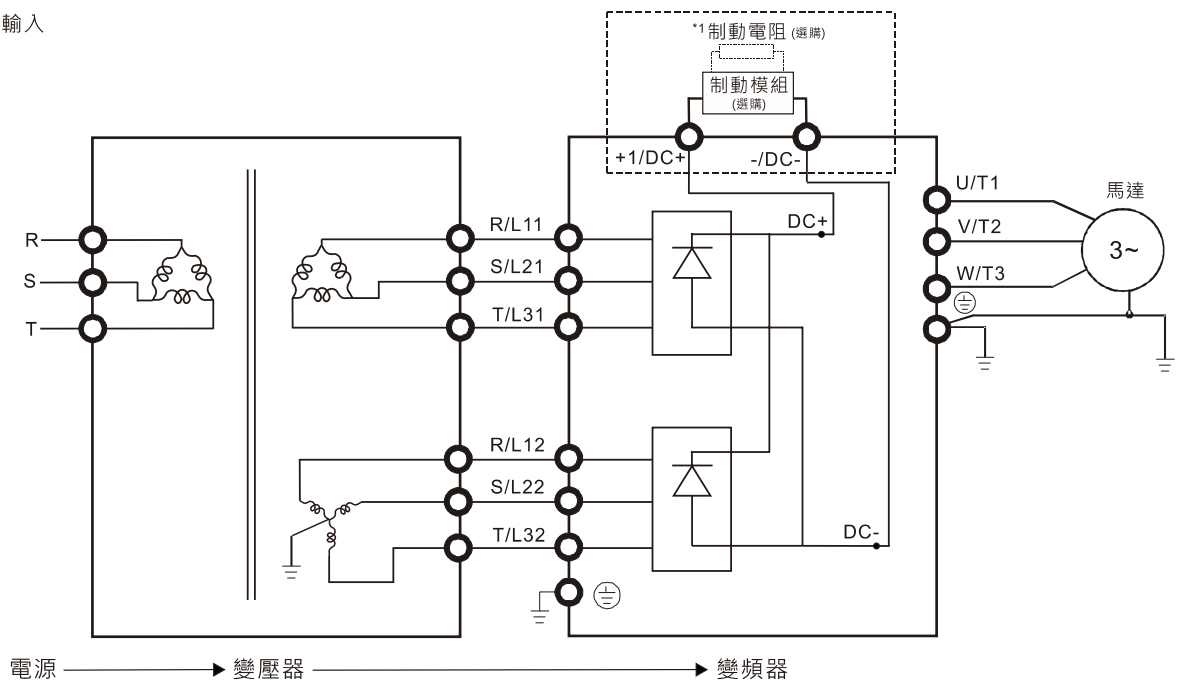 輸入
*1制動電阻 (選購)
制動模組
(選購)
+1/DC+
-/DC-
U/T1
馬達
V/T2
3~
W/T3
R
S
T
R/L11
S/L21
T/L31
DC+
R/L12
S/L22
T/L32
DC-
電源
變壓器
變頻器